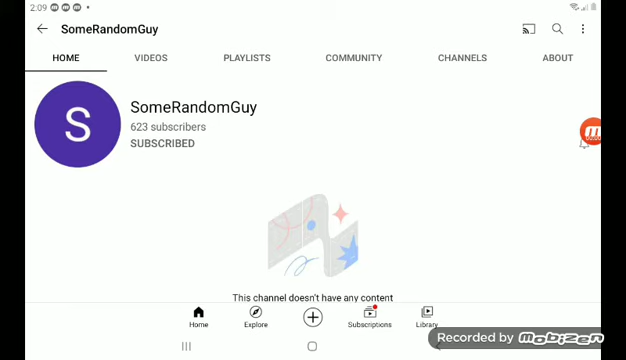 2:09
SomeRandomGuy
HOME VIDEOS PLAYLISTS COMMUNITY CHANNELS ABOUT
S
SomeRandomGuy
623 subscribers
SUBSCRIBED
This channel doesn't have any content
Home Explore Subscriptions Library
Recorded by mobizen